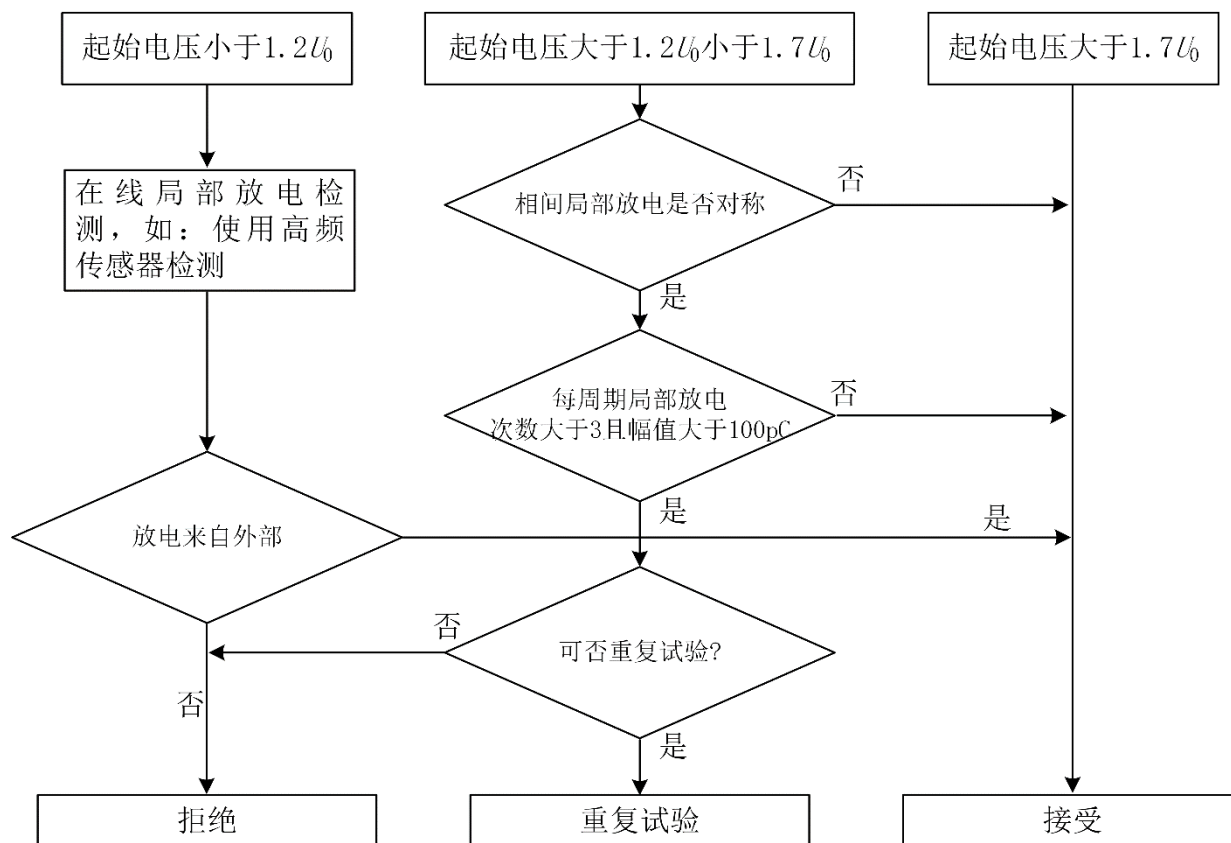 起始电压小于1.2U₀
起始电压大于1.2U₀小于1.7U₀
起始电压大于1.7U₀
在线局部放电检
测，如：使用高频
传感器检测
相间局部放电是否对称
否
是
每周期局部放电
次数大于3且幅值大于100pC
否
是
放电来自外部
是
否
可否重复试验?
否
是
拒绝
重复试验
接受